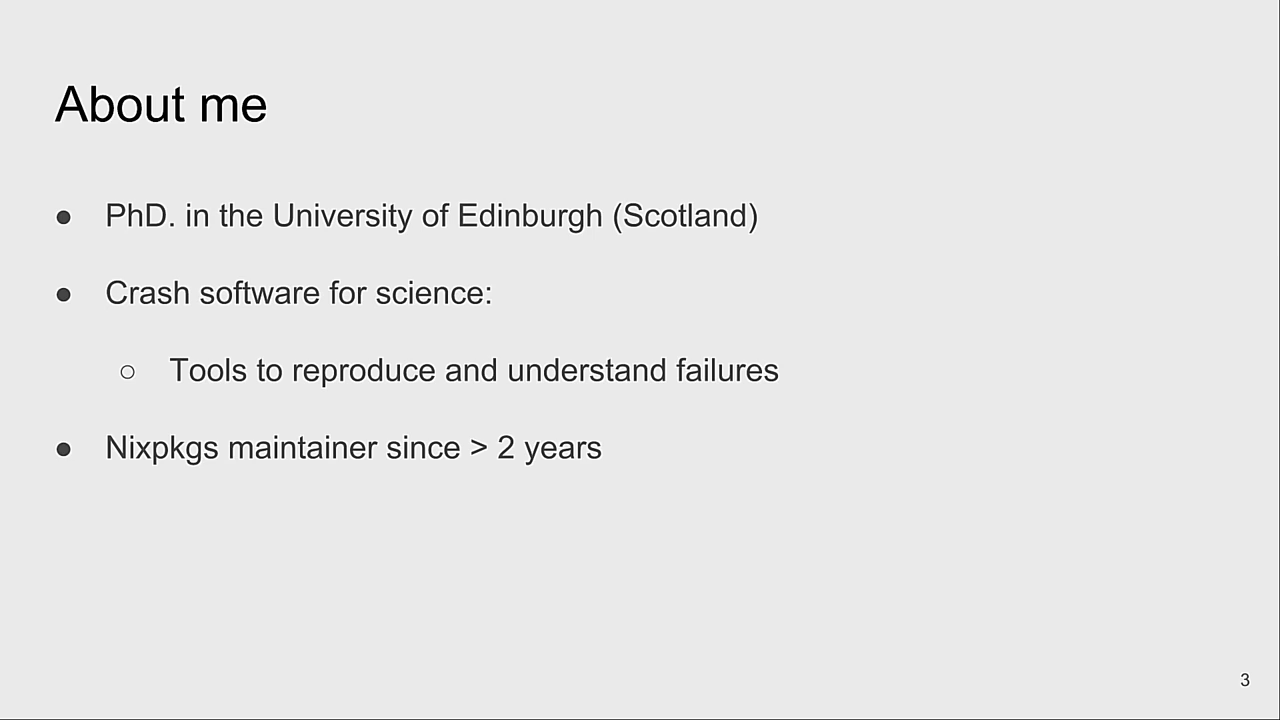 About me
● PhD. in the University of Edinburgh (Scotland)
● Crash software for science:
○ Tools to reproduce and understand failures
● Nixpkgs maintainer since > 2 years
3